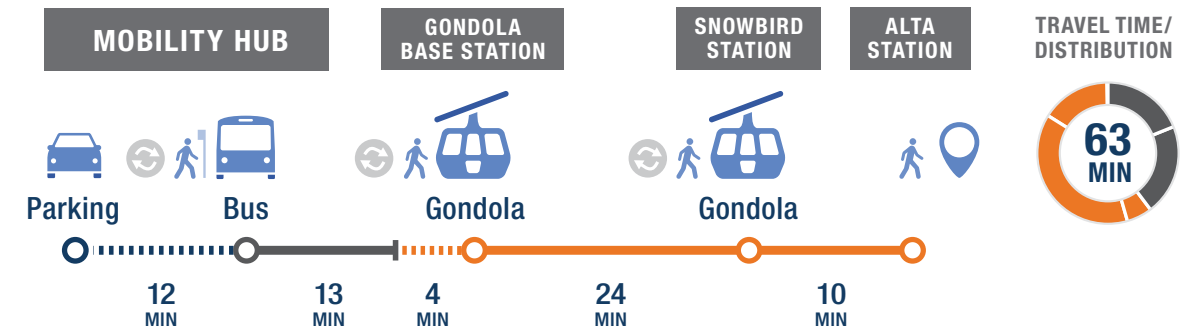 MOBILITY HUB
GONDOLA
BASE STATION
SNOWBIRD
STATION
ALTA
STATION
TRAVEL TIME/
DISTRIBUTION
63
MIN
Parking
Bus
Gondola
Gondola
12
MIN
13
MIN
4
MIN
24
MIN
10
MIN